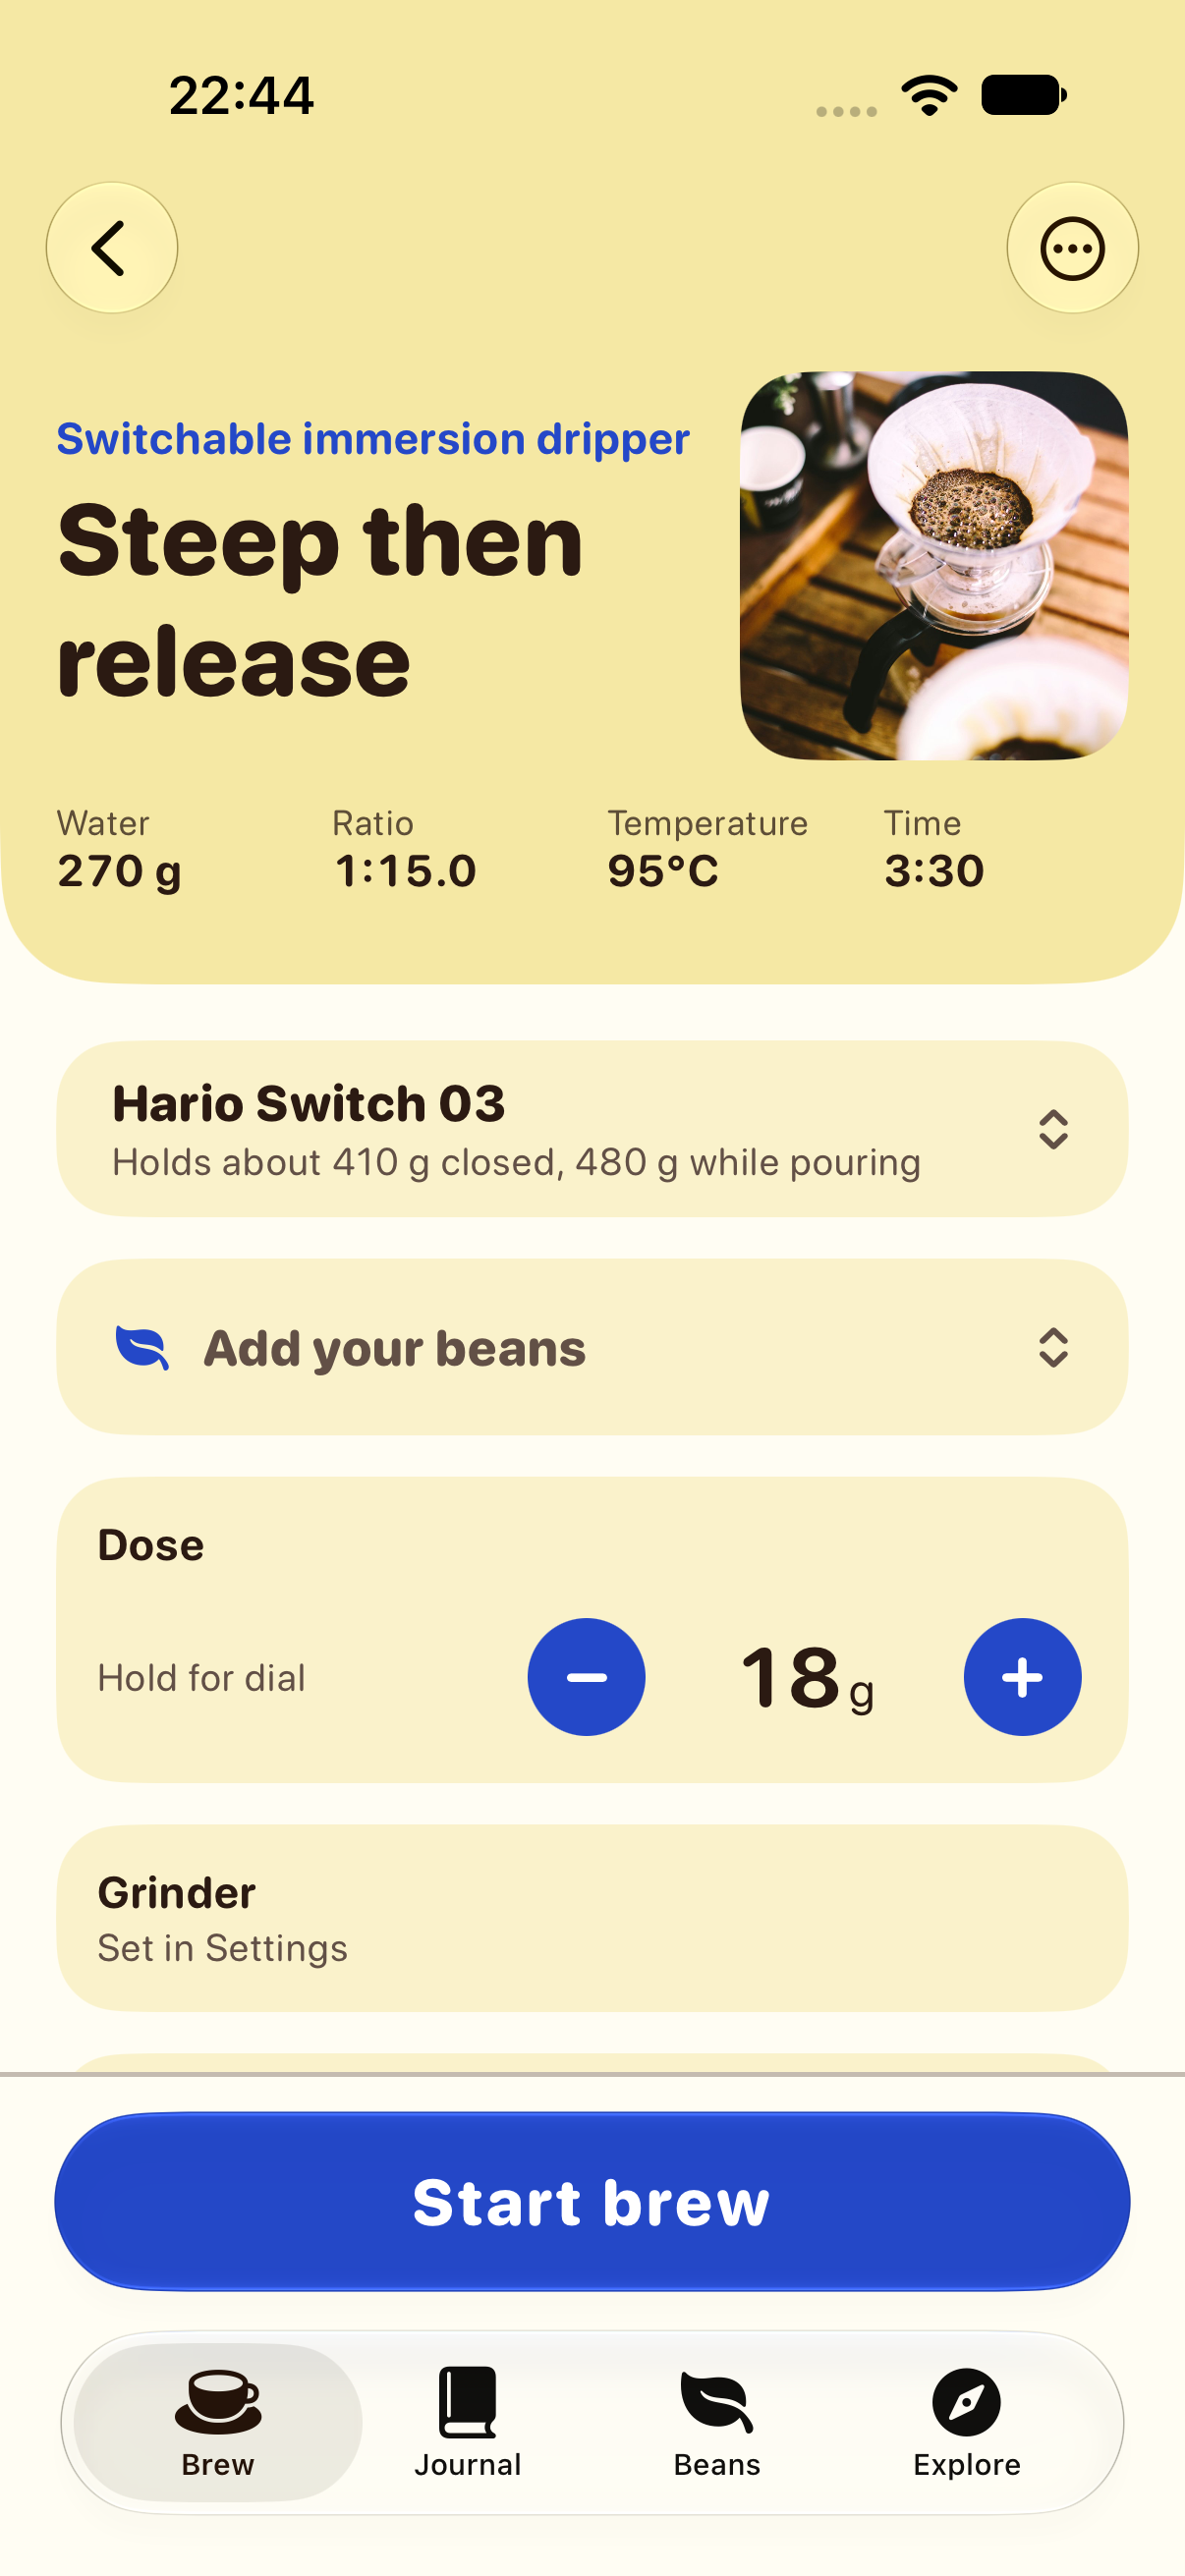 22:44
Switchable immersion dripper
Steep then
release
Water
Ratio
Temperature
Time
270 g
1:15.0
95°C
3:30
Hario Switch 03
Holds about 410 g closed, 480 g while pouring
Add your beans
Dose
Hold for dial
18 g
Grinder
Set in Settings
Start brew
Brew
Journal
Beans
Explore